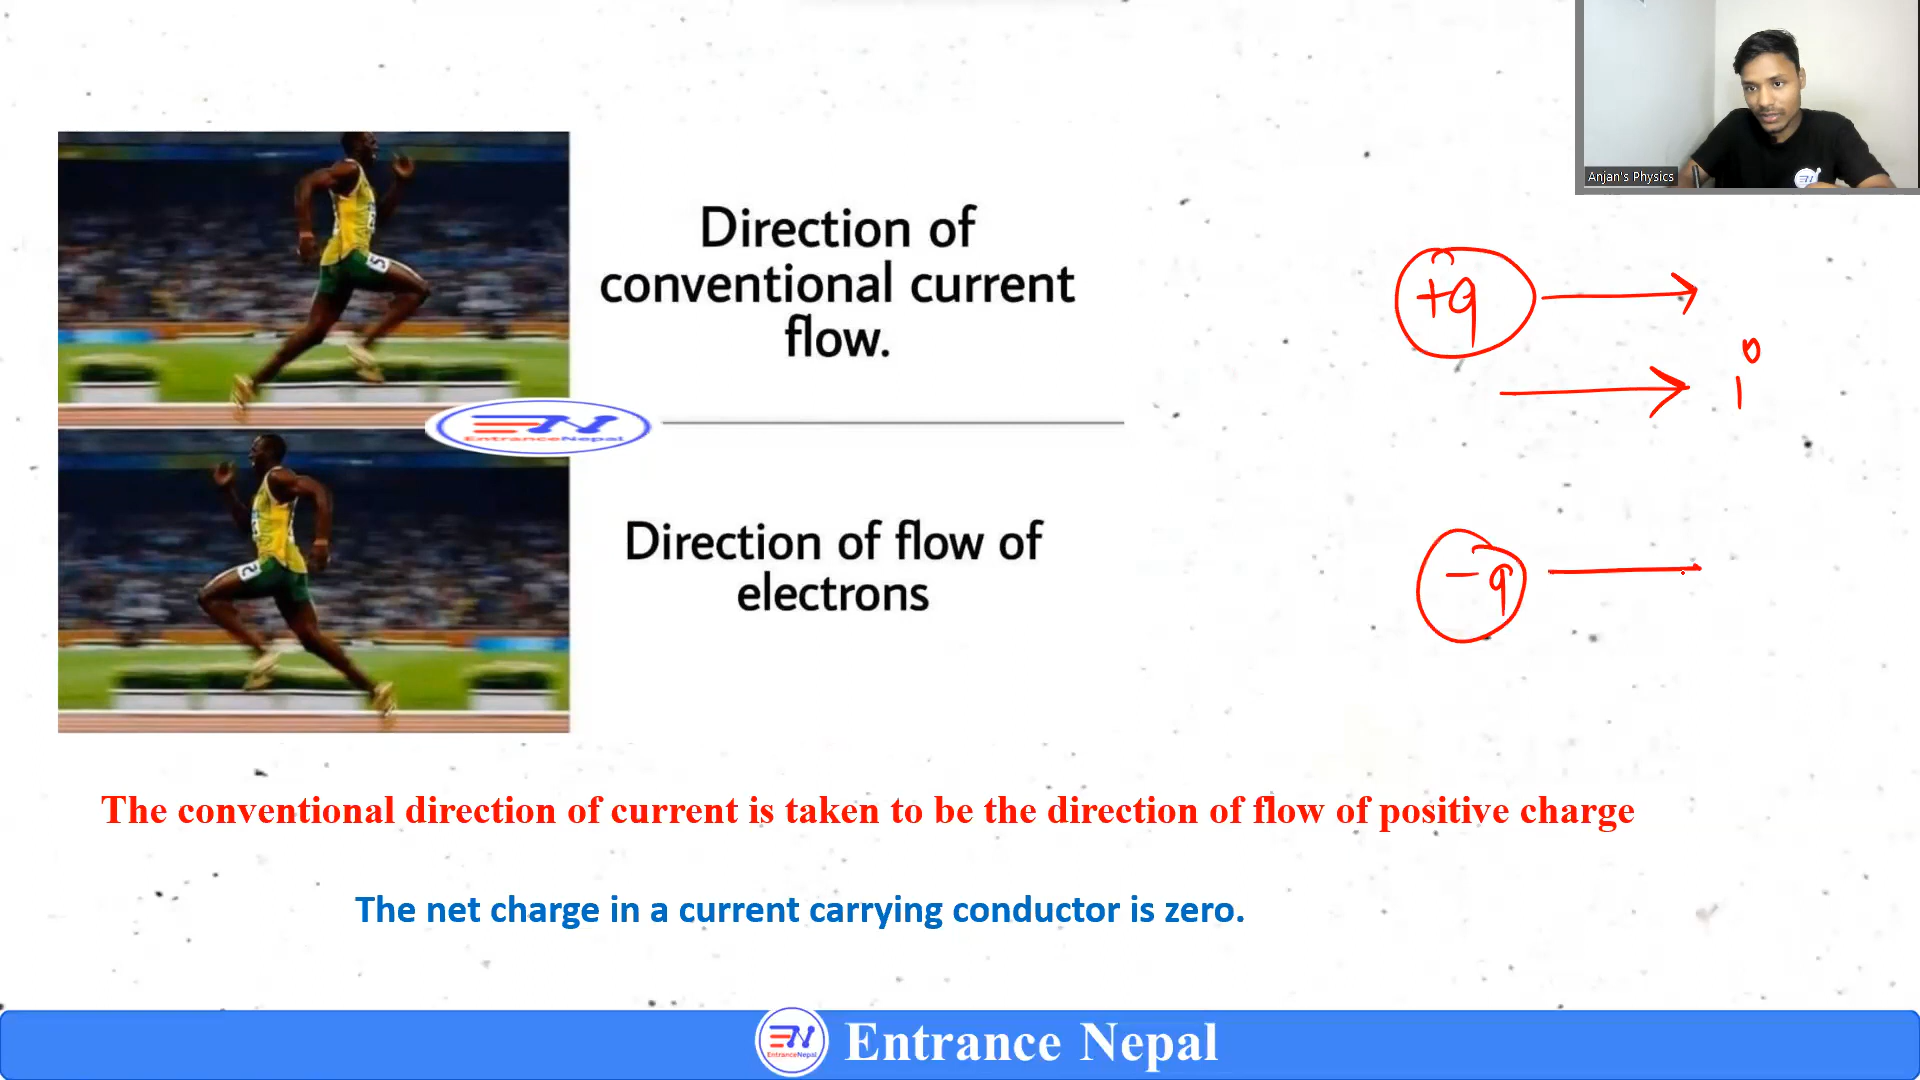 Anjan's Physics
Direction of
conventional current
flow.
EntranceNepal
Direction of flow of
electrons
+q
i
-q
The conventional direction of current is taken to be the direction of flow of positive charge
The net charge in a current carrying conductor is zero.
EntranceNepal
Entrance Nepal